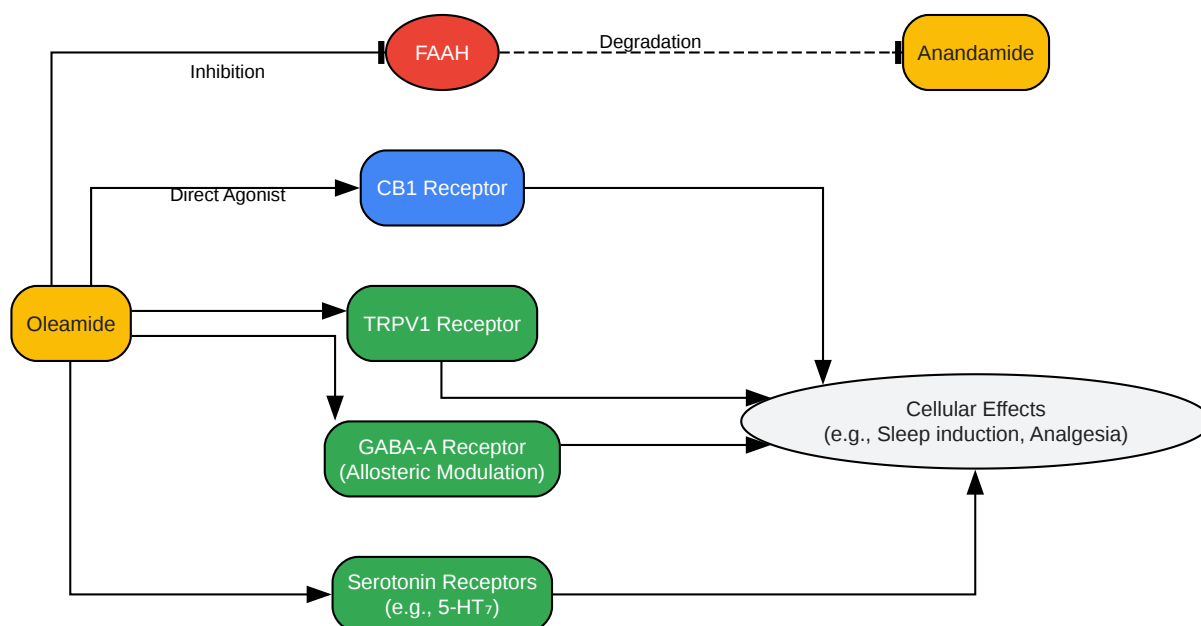 FAAH
Degradation
Anandamide
Inhibition
CB1 Receptor
Direct Agonist
Oleamide
TRPV1 Receptor
Cellular Effects
(e.g., Sleep induction, Analgesia)
GABA-A Receptor
(Allosteric Modulation)
Serotonin Receptors
(e.g., 5-HT₇)